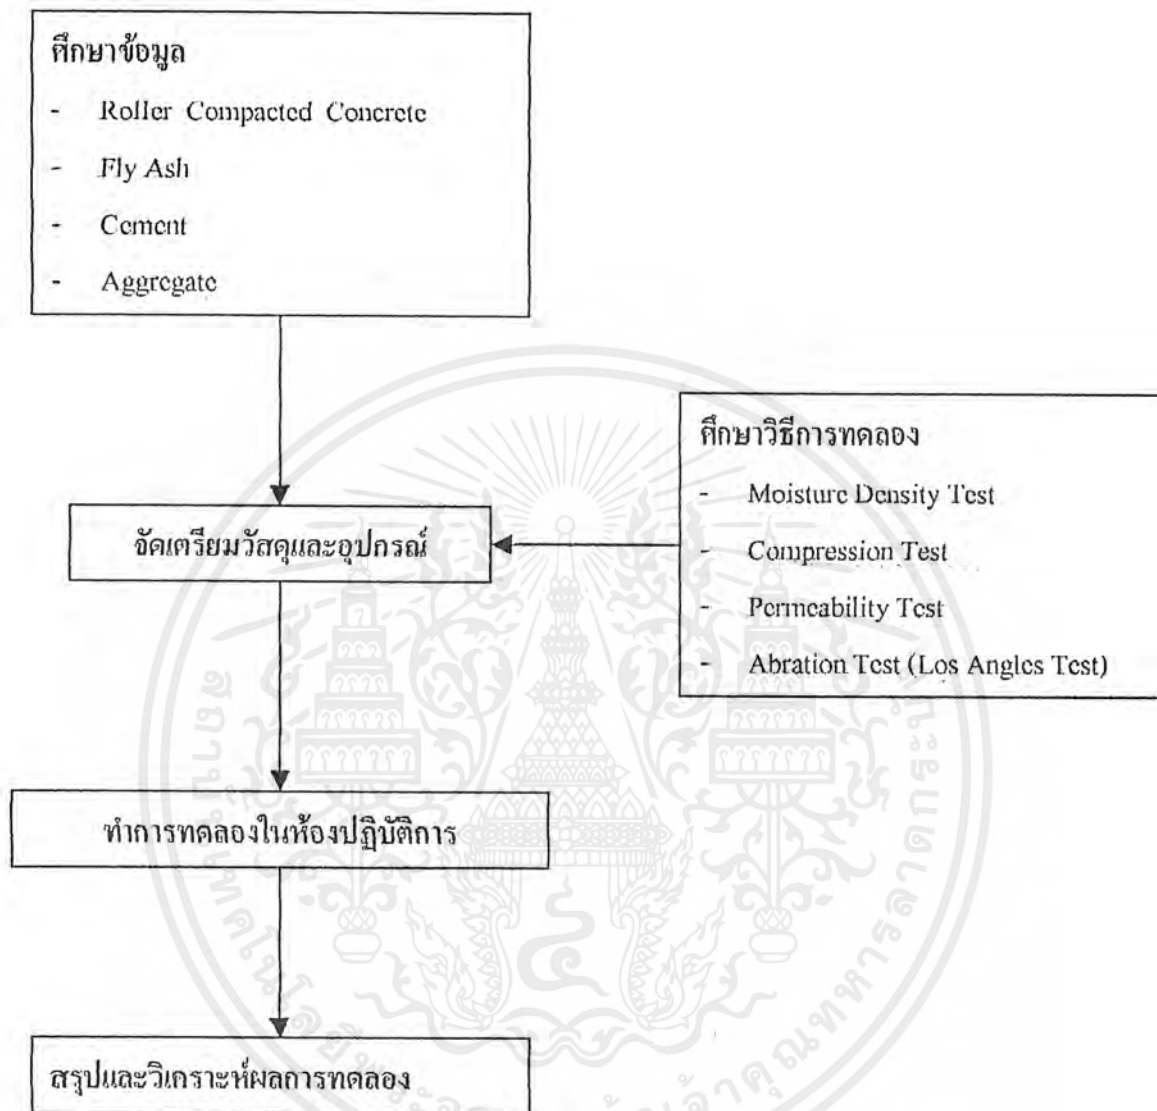 ศึกษาข้อมูล
- Roller Compacted Concrete
- Fly Ash
- Cement
- Aggregate
ศึกษาวิธีการทดลอง
- Moisture Density Test
- Compression Test
- Permeability Test
- Abration Test (Los Angles Test)
จัดเตรียมวัสดุและอุปกรณ์
ทำการทดลองในห้องปฏิบัติการ
สรุปและวิเคราะห์ผลการทดลอง